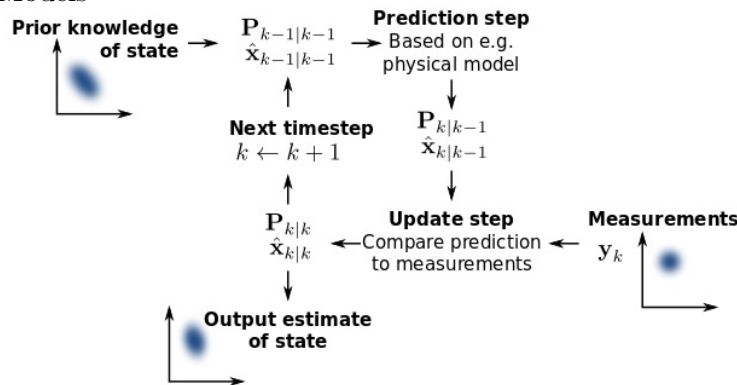 Prior knowledge
of state
P_{k-1|k-1}
x̂_{k-1|k-1}
Prediction step
Based on e.g.
physical model
Next timestep
k ← k + 1
P_{k|k-1}
x̂_{k|k-1}
P_{k|k}
x̂_{k|k}
Update step
Compare prediction
to measurements
Measurements
y_k
Output estimate
of state